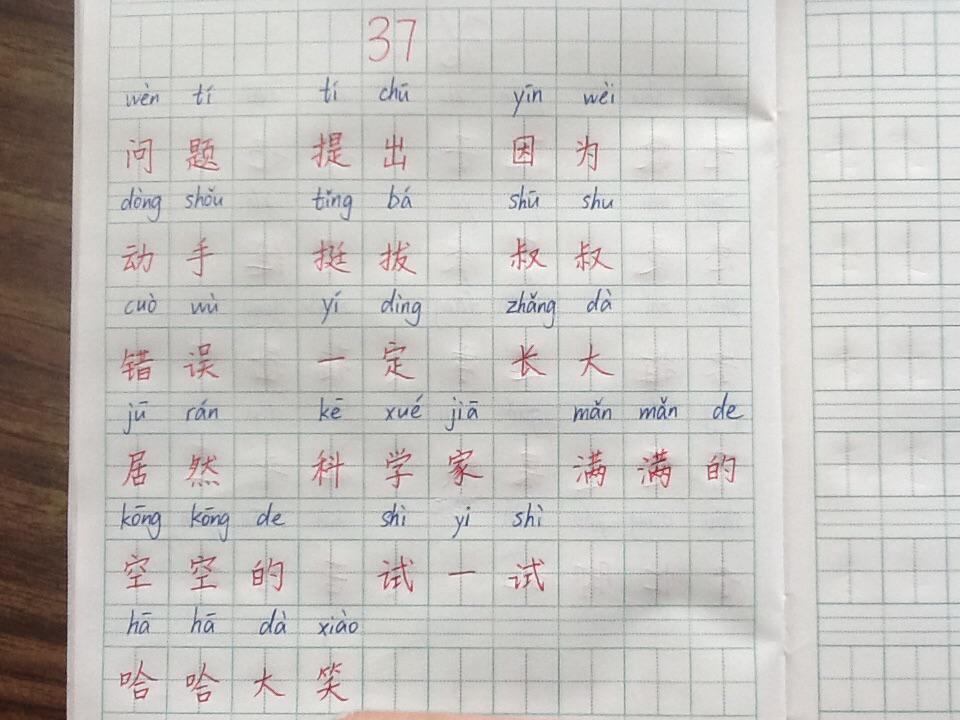 37
wèn tí tí chū yīn wèi
问题 提出 因为
dòng shǒu tǐng bá shū shu
动手 挺拔 叔叔
cuò wù yí dìng zhǎng dà
错误 一定 长大
jū rán kē xué jiā mǎn mǎn de
居然 科学家 满满的
kōng kōng de shì yi shì
空空的 试一试
hā hā dà xiào
哈哈大笑